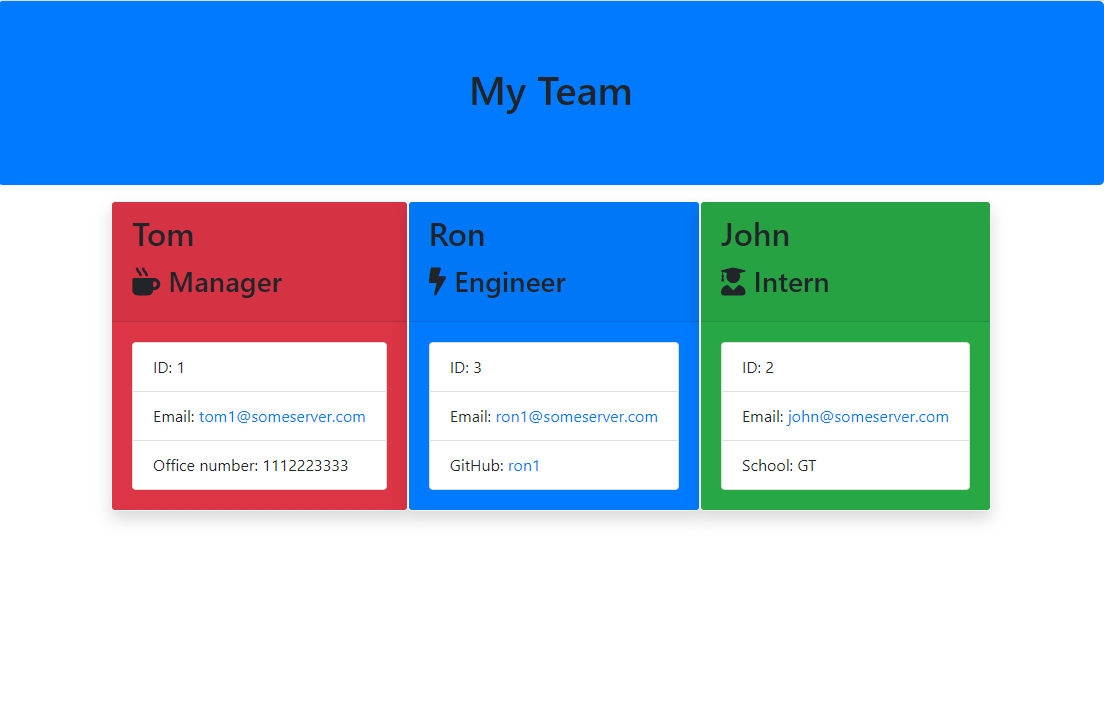 My Team
Tom
Manager
ID: 1
Email: tom1@someserver.com
Office number: 1112223333
Ron
Engineer
ID: 3
Email: ron1@someserver.com
GitHub: ron1
John
Intern
ID: 2
Email: john@someserver.com
School: GT